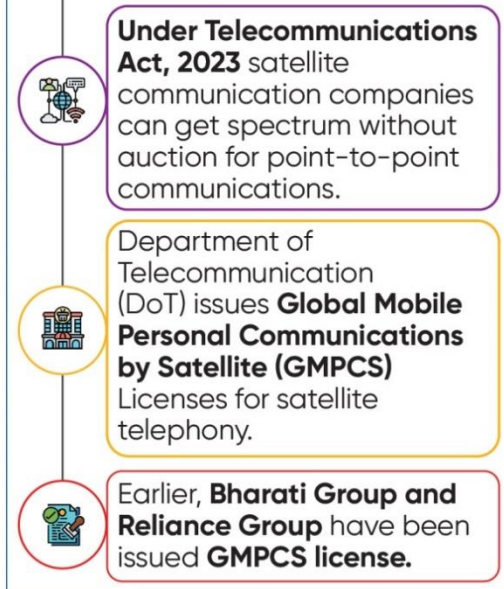 Under Telecommunications
Act, 2023 satellite
communication companies
can get spectrum without
auction for point-to-point
communications.
Department of
Telecommunication
(DoT) issues Global Mobile
Personal Communications
by Satellite (GMPCS)
Licenses for satellite
telephony.
Earlier, Bharati Group and
Reliance Group have been
issued GMPCS license.